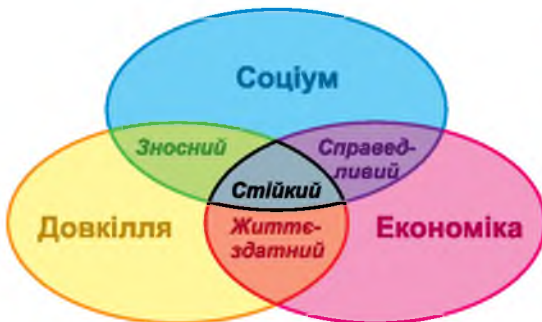 Соціум
Зносний
Справед-
ливий
Стійкий
Довкілля
Життє-
здатний
Економіка